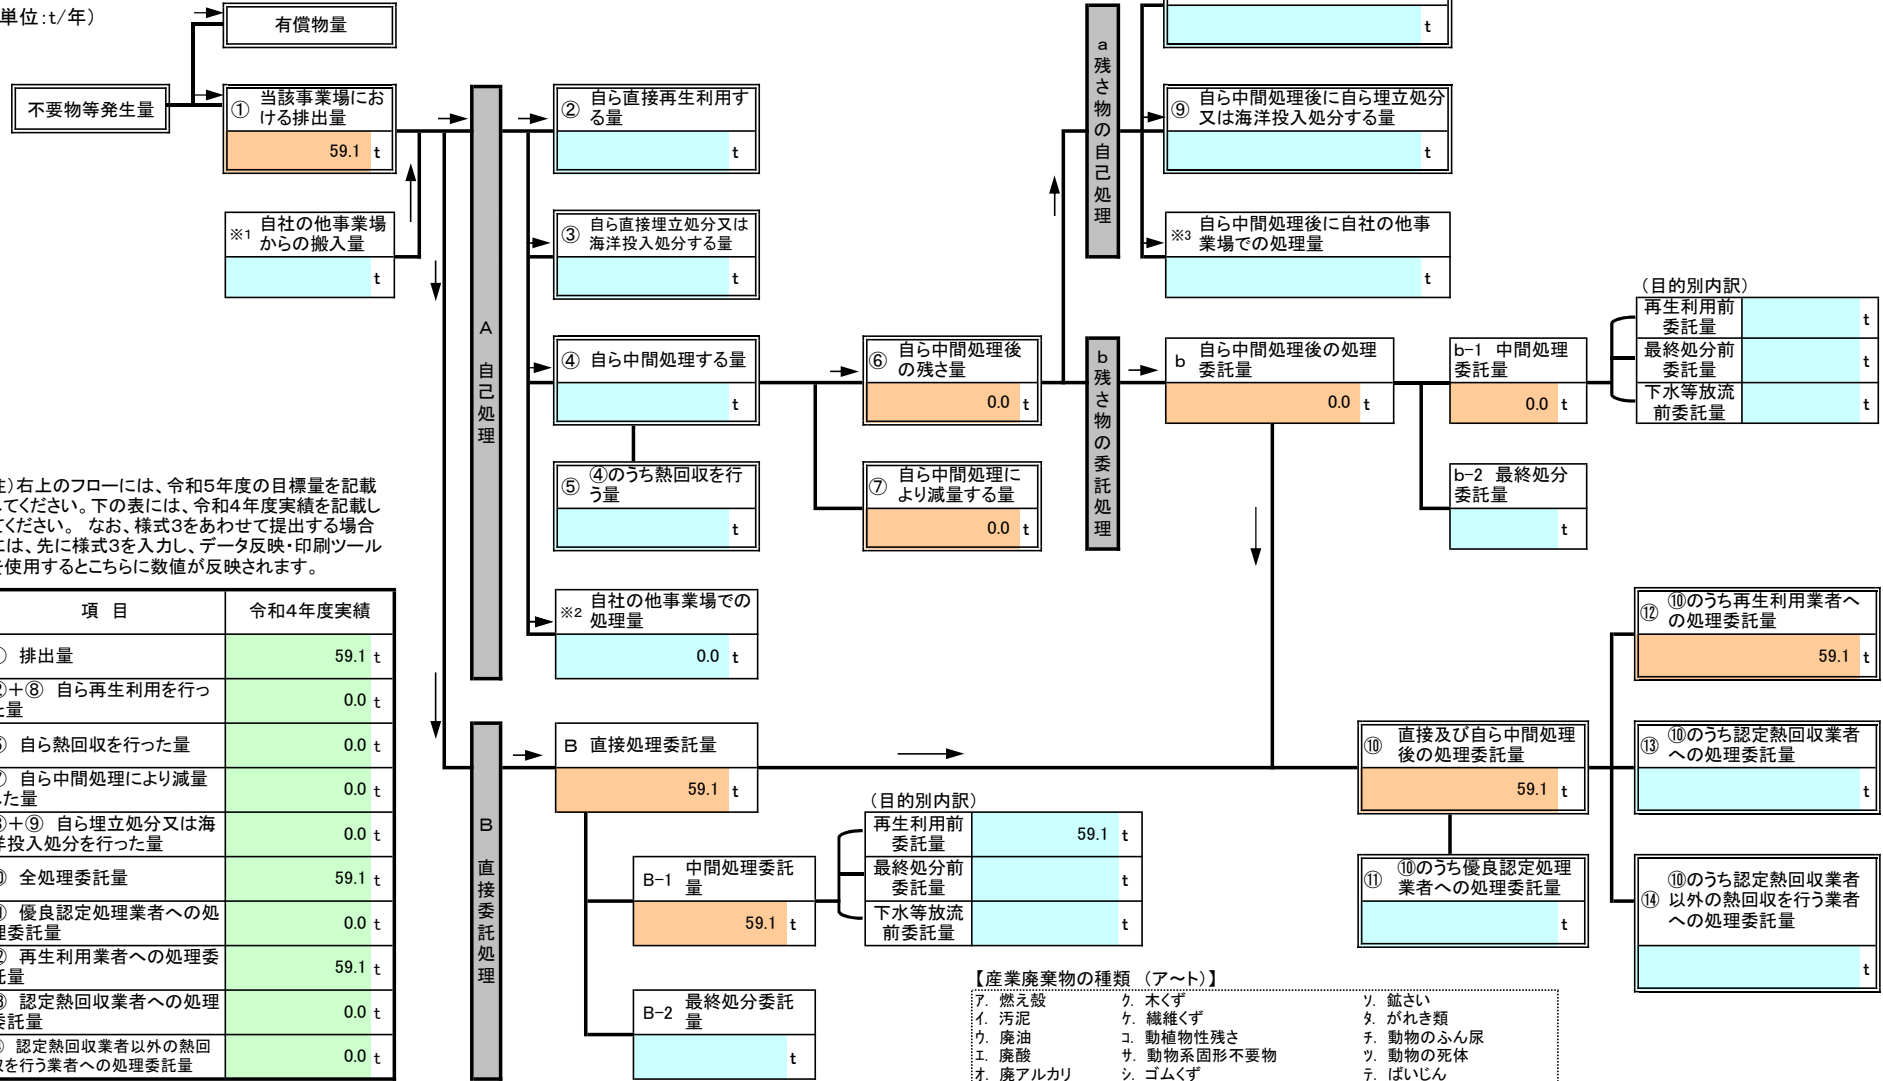 単位:t/年)
有償物量
不要物等発生量
① 当該事業場にお
ける排出量
59.1 t
※1 自社の他事業場
からの搬入量
t
A 自己処理
② 自ら直接再生利用す
る量
t
③ 自ら直接埋立処分又は
海洋投入処分する量
t
④ 自ら中間処理する量
t
⑤ ④のうち熱回収を行
う量
t
※2 自社の他事業場での
処理量
0.0 t
⑥ 自ら中間処理後
の残さ量
0.0 t
⑦ 自ら中間処理に
より減量する量
0.0 t
a 残さ物の自己処理
t
⑨ 自ら中間処理後に自ら埋立処分
又は海洋投入処分する量
t
※3 自ら中間処理後に自社の他事
業場での処理量
t
b 残さ物の委託処理
b 自ら中間処理後の処理
委託量
0.0 t
b-1 中間処理
委託量
0.0 t
b-2 最終処分
委託量
t
(目的別内訳)
再生利用前
委託量
t
最終処分前
委託量
t
下水等放流
前委託量
t
注)右上のフローには、令和5年度の目標量を記載
してください。下の表には、令和4年度実績を記載し
てください。 なお、様式3をあわせて提出する場合
には、先に様式3を入力し、データ反映・印刷ツール
を使用するとこちらに数値が反映されます。
項 目 令和4年度実績
① 排出量 59.1 t
②+⑧ 自ら再生利用を行っ
た量 0.0 t
⑤ 自ら熱回収を行った量 0.0 t
⑦ 自ら中間処理により減量
した量 0.0 t
③+⑨ 自ら埋立処分又は海
洋投入処分を行った量 0.0 t
⑩ 全処理委託量 59.1 t
⑪ 優良認定処理業者への処
理委託量 0.0 t
⑫ 再生利用業者への処理委
託量 59.1 t
⑬ 認定熱回収業者への処理
委託量 0.0 t
⑭ 認定熱回収業者以外の熱回
収を行う業者への処理委託量 0.0 t
B 直接委託処理
B 直接処理委託量
59.1 t
B-1 中間処理委託
量
59.1 t
B-2 最終処分委託
量
t
(目的別内訳)
再生利用前
委託量
59.1 t
最終処分前
委託量
t
下水等放流
前委託量
t
⑩ 直接及び自ら中間処理
後の処理委託量
59.1 t
⑪ ⑩のうち優良認定処理
業者への処理委託量
t
⑫ ⑩のうち再生利用業者へ
の処理委託量
59.1 t
⑬ ⑩のうち認定熱回収業者
への処理委託量
t
⑭ ⑩のうち認定熱回収業者
以外の熱回収を行う業者
への処理委託量
t
【産業廃棄物の種類 (ア～ト)】
ア. 燃え殻 ク. 木くず ソ. 鉱さい
イ. 汚泥 ケ. 繊維くず タ. がれき類
ウ. 廃油 コ. 動植物性残さ チ. 動物のふん尿
エ. 廃酸 サ. 動物系固形不要物 ツ. 動物の死体
オ. 廃アルカリ シ. ゴムくず テ. ばいじん